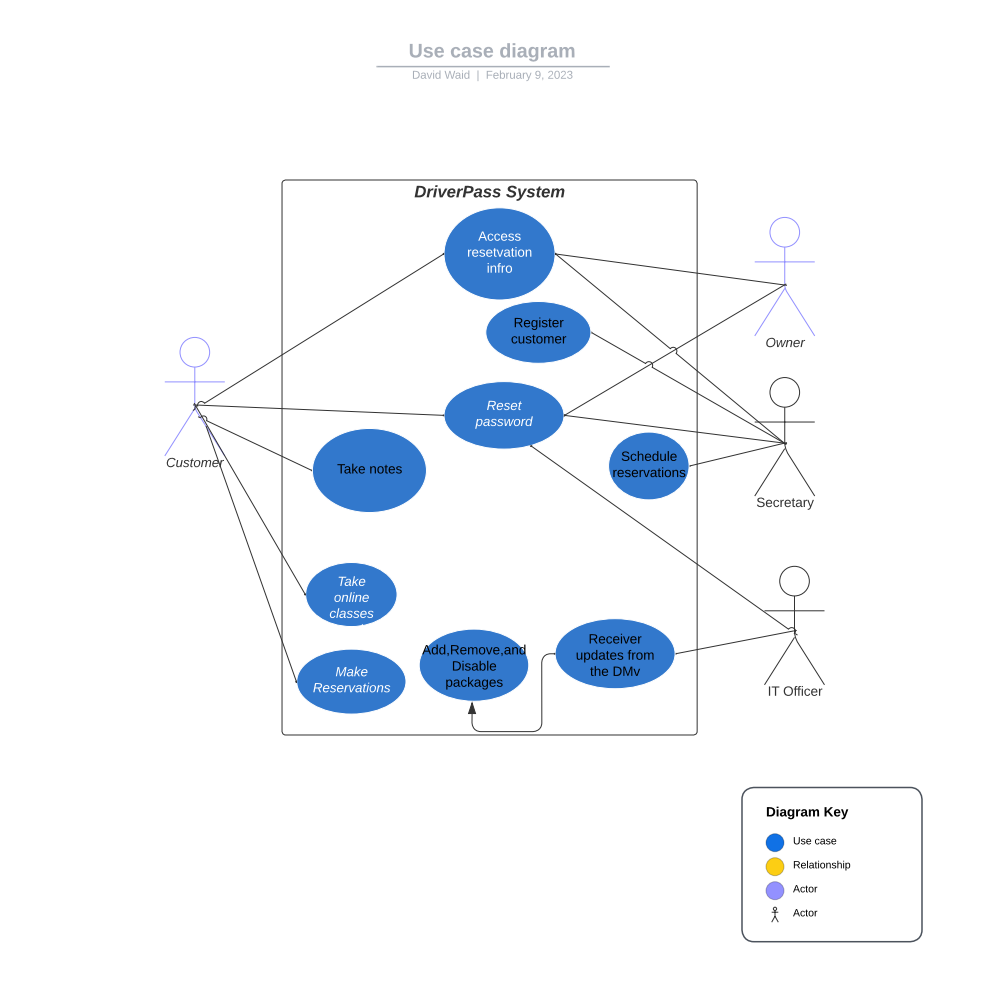 Use case diagram
David Waid | February 9, 2023
DriverPass System
Access
resetvation
infro
Register
customer
Owner
Customer
Reset
password
Take notes
Schedule
reservations
Secretary
Take
online
classes
Make
Reservations
Add,Remove,and
Disable
packages
Receiver
updates from
the DMv
IT Officer
Diagram Key
Use case
Relationship
Actor
Actor